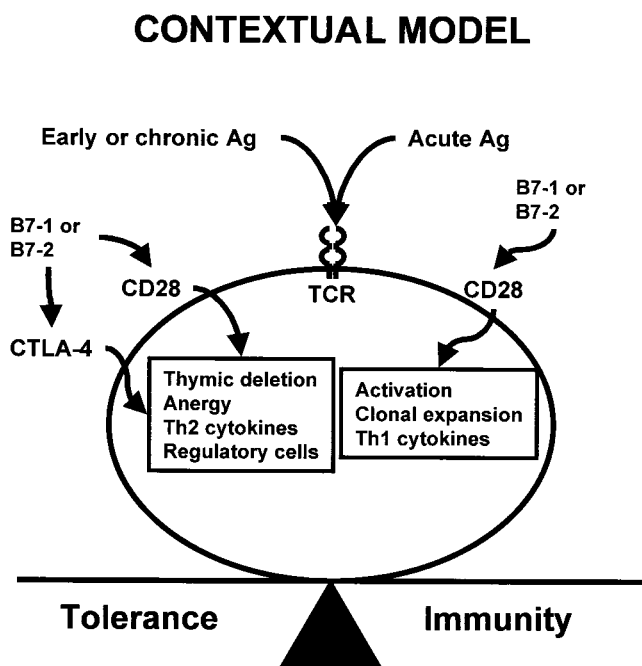 CONTEXTUAL MODEL
Early or chronic Ag
Acute Ag
B7-1 or
B7-2
B7-1 or
B7-2
CD28
TCR
CD28
CTLA-4
Thymic deletion
Anergy
Th2 cytokines
Regulatory cells
Activation
Clonal expansion
Th1 cytokines
Tolerance
Immunity